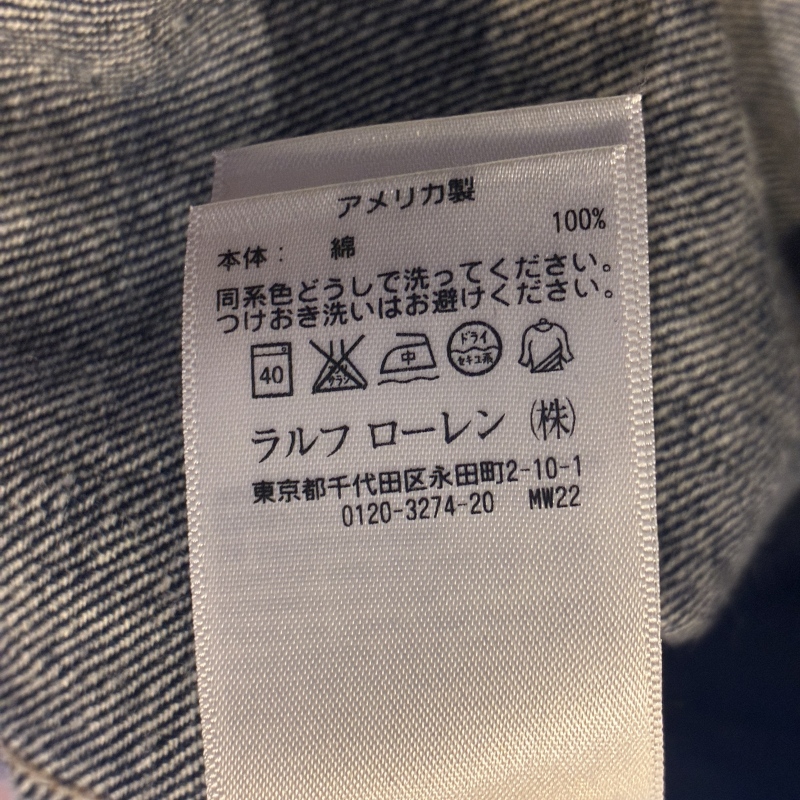 アメリカ製
本体： 綿 100%
同系色どうしで洗ってください。
つけおき洗いはお避けください。
40 中 ドライ セキユ系
ラルフ ローレン （株）
東京都千代田区永田町2-10-1
0120-3274-20 MW22